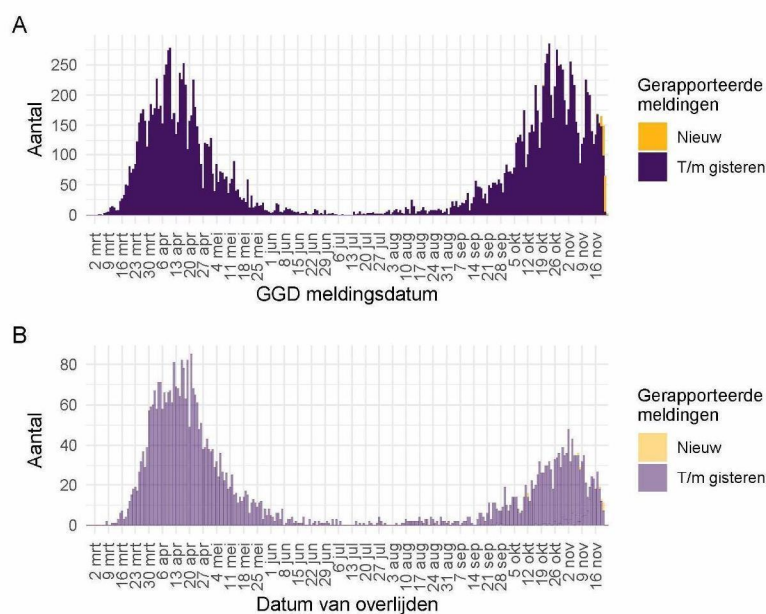 A
Aantal
250
200
150
100
50
0
2 mrt
9 mrt
16 mrt
23 mrt
30 mrt
6 apr
13 apr
20 apr
27 apr
4 mei
11 mei
18 mei
25 mei
1 jun
8 jun
15 jun
22 jun
29 jun
6 jul
13 jul
20 jul
27 jul
3 aug
10 aug
17 aug
24 aug
31 aug
7 sep
14 sep
21 sep
28 sep
5 okt
12 okt
19 okt
26 okt
2 nov
9 nov
16 nov
GGD meldingsdatum
Gerapporteerde
meldingen
Nieuw
T/m gisteren
B
Aantal
80
60
40
20
0
2 mrt
9 mrt
16 mrt
23 mrt
30 mrt
6 apr
13 apr
20 apr
27 apr
4 mei
11 mei
18 mei
25 mei
1 jun
8 jun
15 jun
22 jun
29 jun
6 jul
13 jul
20 jul
27 jul
3 aug
10 aug
17 aug
24 aug
31 aug
7 sep
14 sep
21 sep
28 sep
5 okt
12 okt
19 okt
26 okt
2 nov
9 nov
16 nov
Datum van overlijden
Gerapporteerde
meldingen
Nieuw
T/m gisteren